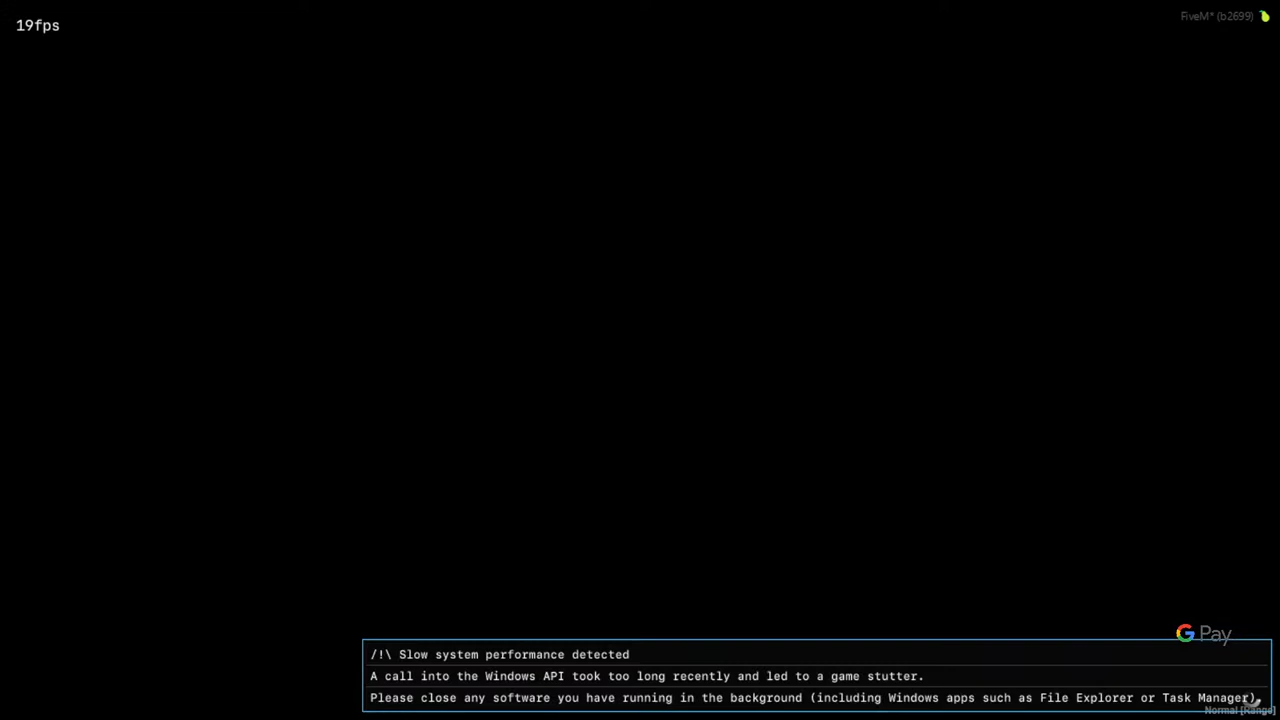 19fps
FiveM* (b2699)
G Pay
/!\ Slow system performance detected
A call into the Windows API took too long recently and led to a game stutter.
Please close any software you have running in the background (including Windows apps such as File Explorer or Task Manager).
Normal [Range]